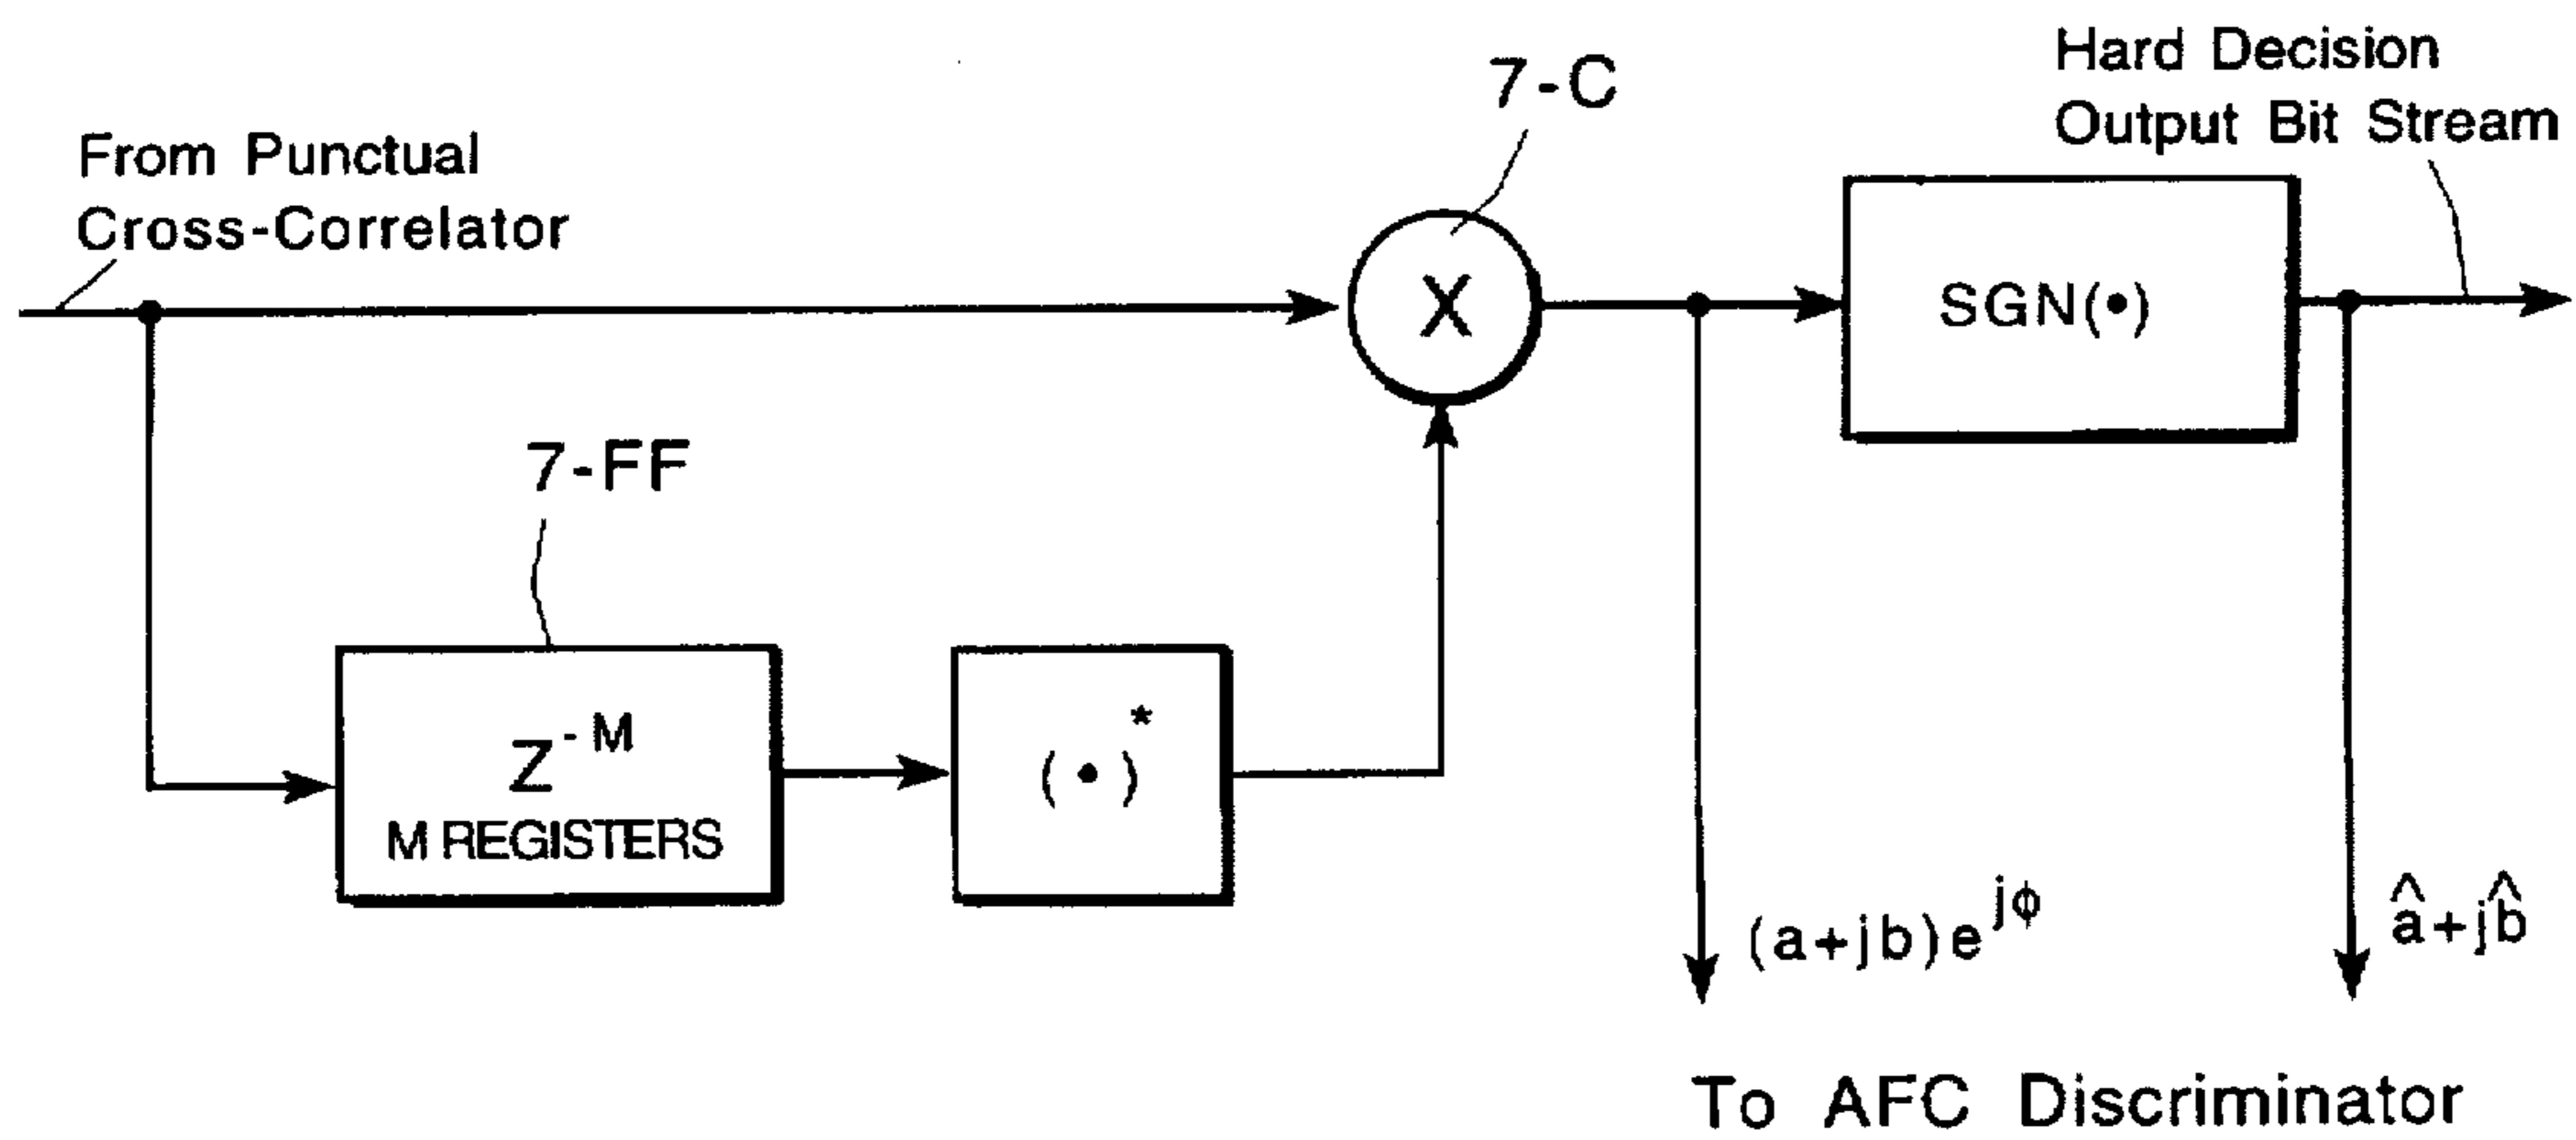 Hard Decision
Output Bit Stream
7-C
From Punctual
Cross-Correlator
X
SGN(•)
7-FF
Z^-M
M REGISTERS
(•)*
(a+jb)e^jϕ
â+jb̂
To AFC Discriminator